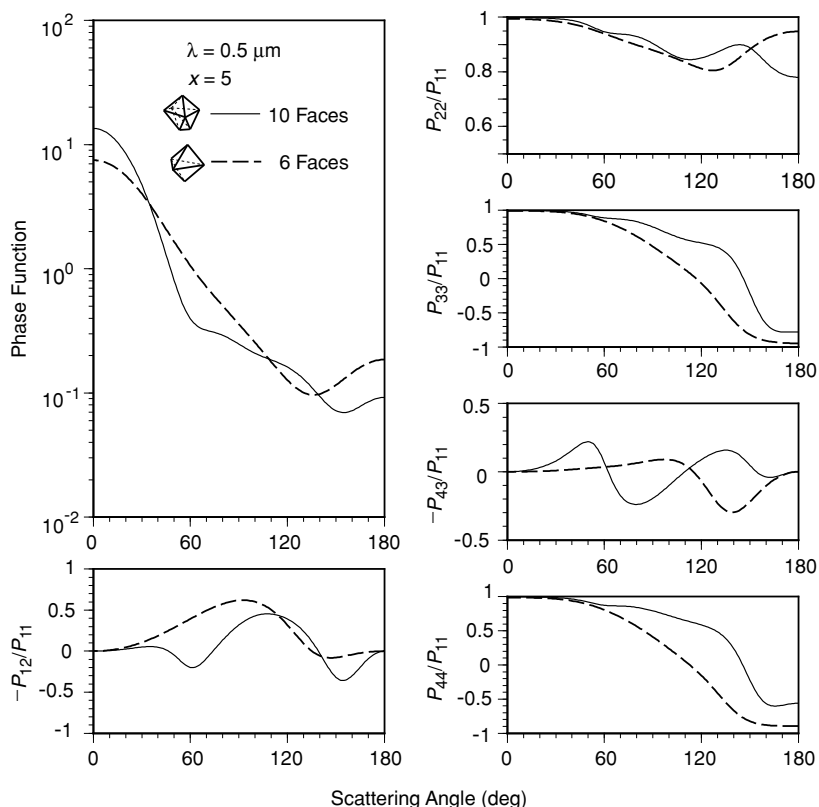 10²
10¹
10⁰
10⁻¹
10⁻²
Phase Function
λ = 0.5 μm
x = 5
10 Faces
6 Faces
0 60 120 180
1
0.5
0
-0.5
-1
−P₁₂/P₁₁
0 60 120 180
1
0.8
0.6
P₂₂/P₁₁
0 60 120 180
1
0.5
0
-0.5
-1
P₃₃/P₁₁
0 60 120 180
0.5
0
-0.5
−P₄₃/P₁₁
0 60 120 180
1
0.5
0
-0.5
-1
P₄₄/P₁₁
0 60 120 180
Scattering Angle (deg)